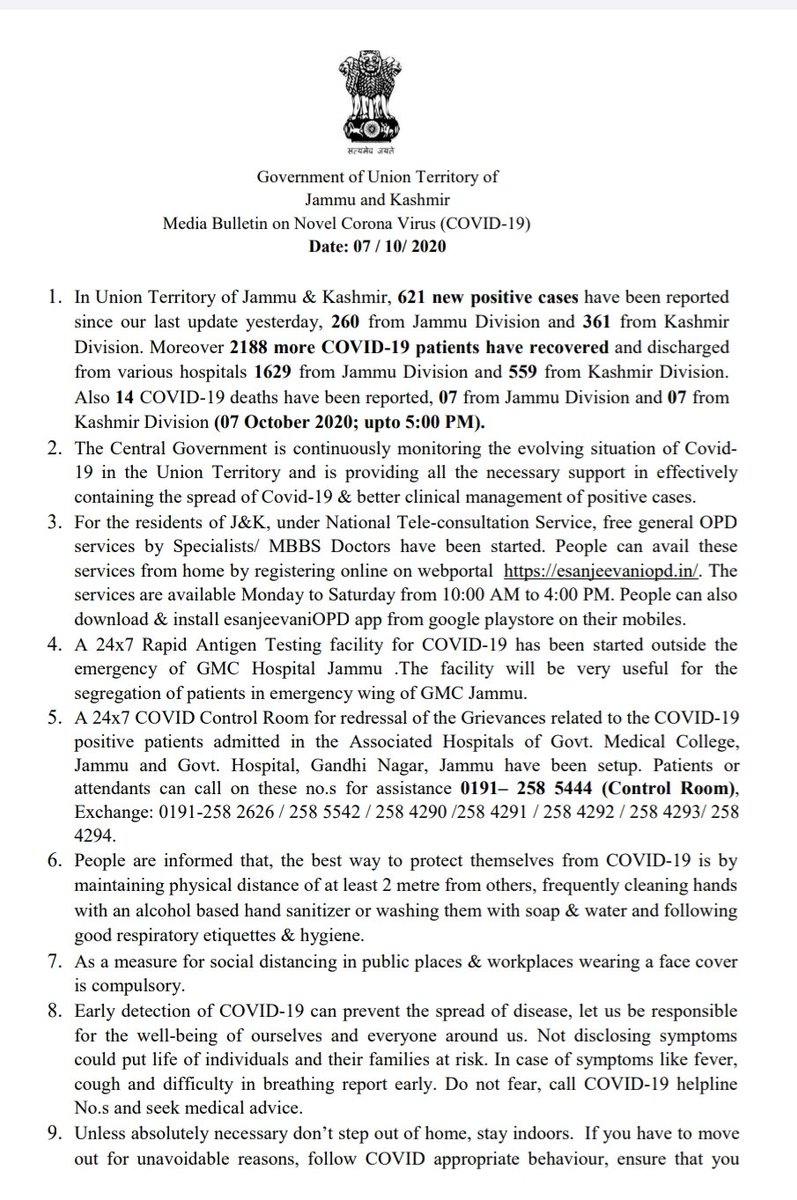 सत्यमेव जयते
Government of Union Territory of
Jammu and Kashmir
Media Bulletin on Novel Corona Virus (COVID-19)
Date: 07 / 10/ 2020
1. In Union Territory of Jammu & Kashmir, 621 new positive cases have been reported
since our last update yesterday, 260 from Jammu Division and 361 from Kashmir
Division. Moreover 2188 more COVID-19 patients have recovered and discharged
from various hospitals 1629 from Jammu Division and 559 from Kashmir Division.
Also 14 COVID-19 deaths have been reported, 07 from Jammu Division and 07 from
Kashmir Division (07 October 2020; upto 5:00 PM).
2. The Central Government is continuously monitoring the evolving situation of Covid-
19 in the Union Territory and is providing all the necessary support in effectively
containing the spread of Covid-19 & better clinical management of positive cases.
3. For the residents of J&K, under National Tele-consultation Service, free general OPD
services by Specialists/ MBBS Doctors have been started. People can avail these
services from home by registering online on webportal https://esanjeevaniopd.in/. The
services are available Monday to Saturday from 10:00 AM to 4:00 PM. People can also
download & install esanjeevaniOPD app from google playstore on their mobiles.
4. A 24x7 Rapid Antigen Testing facility for COVID-19 has been started outside the
emergency of GMC Hospital Jammu .The facility will be very useful for the
segregation of patients in emergency wing of GMC Jammu.
5. A 24x7 COVID Control Room for redressal of the Grievances related to the COVID-19
positive patients admitted in the Associated Hospitals of Govt. Medical College,
Jammu and Govt. Hospital, Gandhi Nagar, Jammu have been setup. Patients or
attendants can call on these no.s for assistance 0191– 258 5444 (Control Room),
Exchange: 0191-258 2626 / 258 5542 / 258 4290 /258 4291 / 258 4292 / 258 4293/ 258
4294.
6. People are informed that, the best way to protect themselves from COVID-19 is by
maintaining physical distance of at least 2 metre from others, frequently cleaning hands
with an alcohol based hand sanitizer or washing them with soap & water and following
good respiratory etiquettes & hygiene.
7. As a measure for social distancing in public places & workplaces wearing a face cover
is compulsory.
8. Early detection of COVID-19 can prevent the spread of disease, let us be responsible
for the well-being of ourselves and everyone around us. Not disclosing symptoms
could put life of individuals and their families at risk. In case of symptoms like fever,
cough and difficulty in breathing report early. Do not fear, call COVID-19 helpline
No.s and seek medical advice.
9. Unless absolutely necessary don’t step out of home, stay indoors. If you have to move
out for unavoidable reasons, follow COVID appropriate behaviour, ensure that you